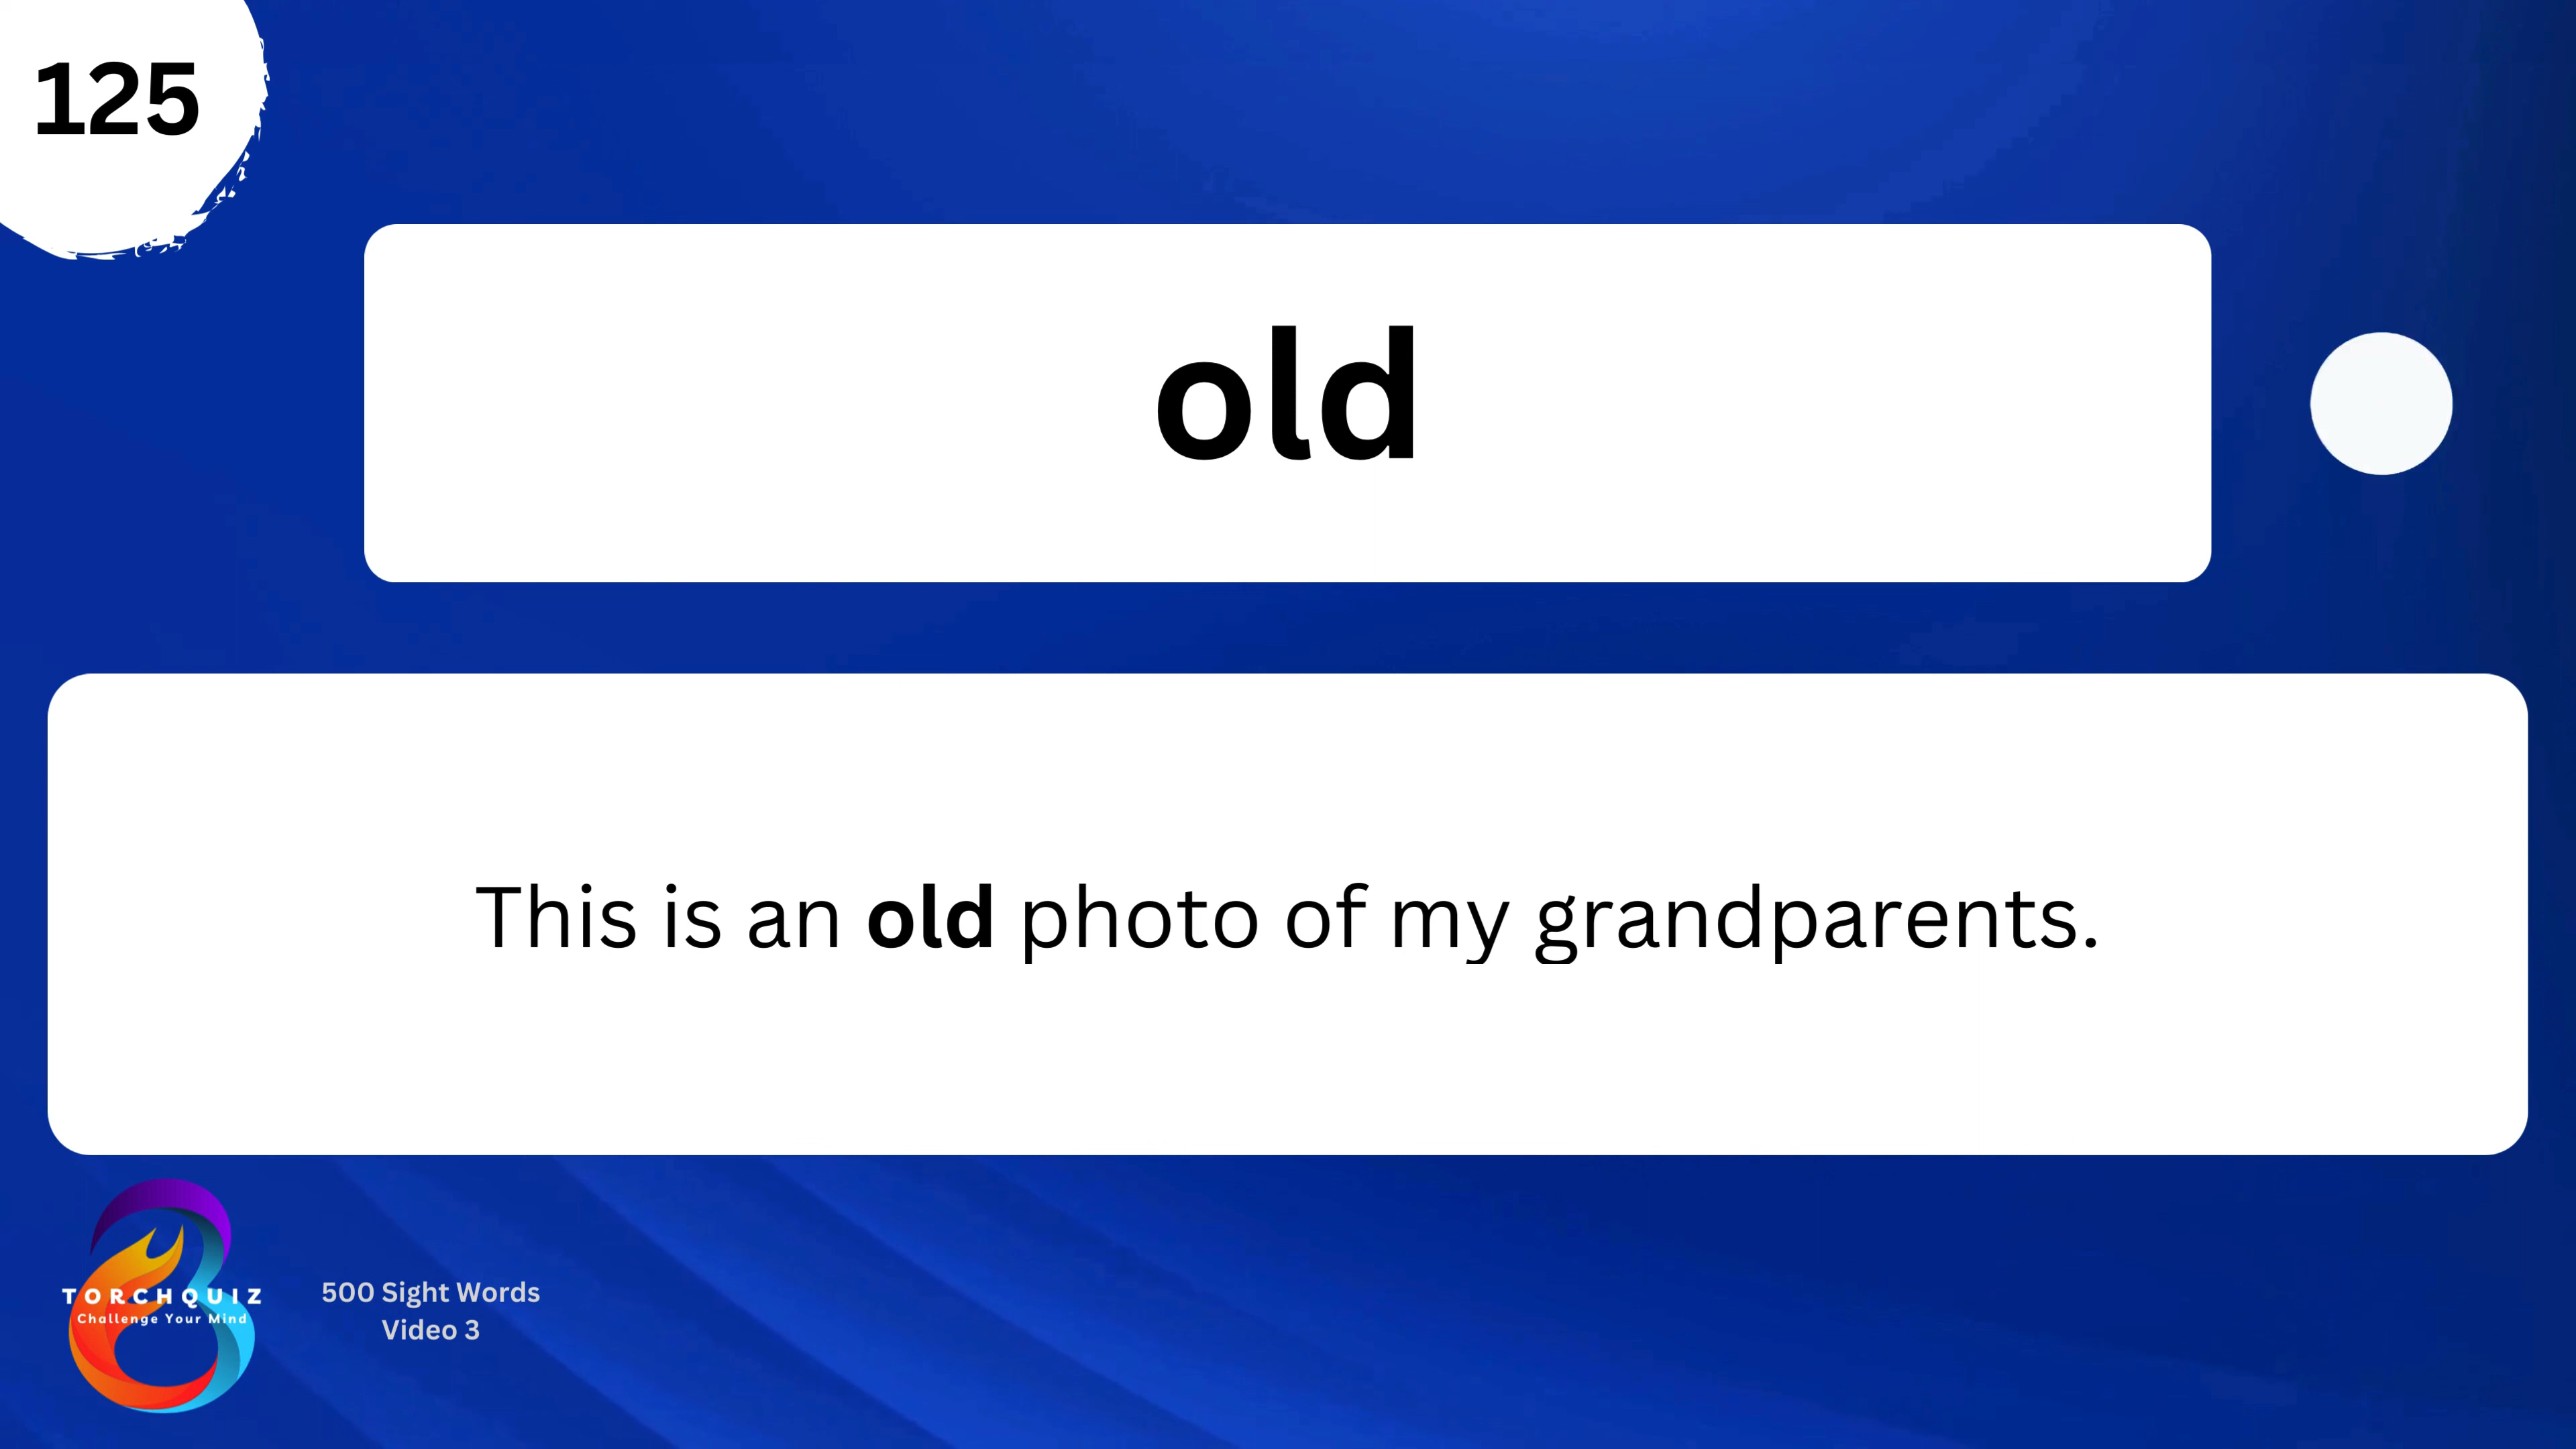 125
old
This is an old photo of my grandparents.
TORCHQUIZ
Challenge Your Mind
500 Sight Words
Video 3